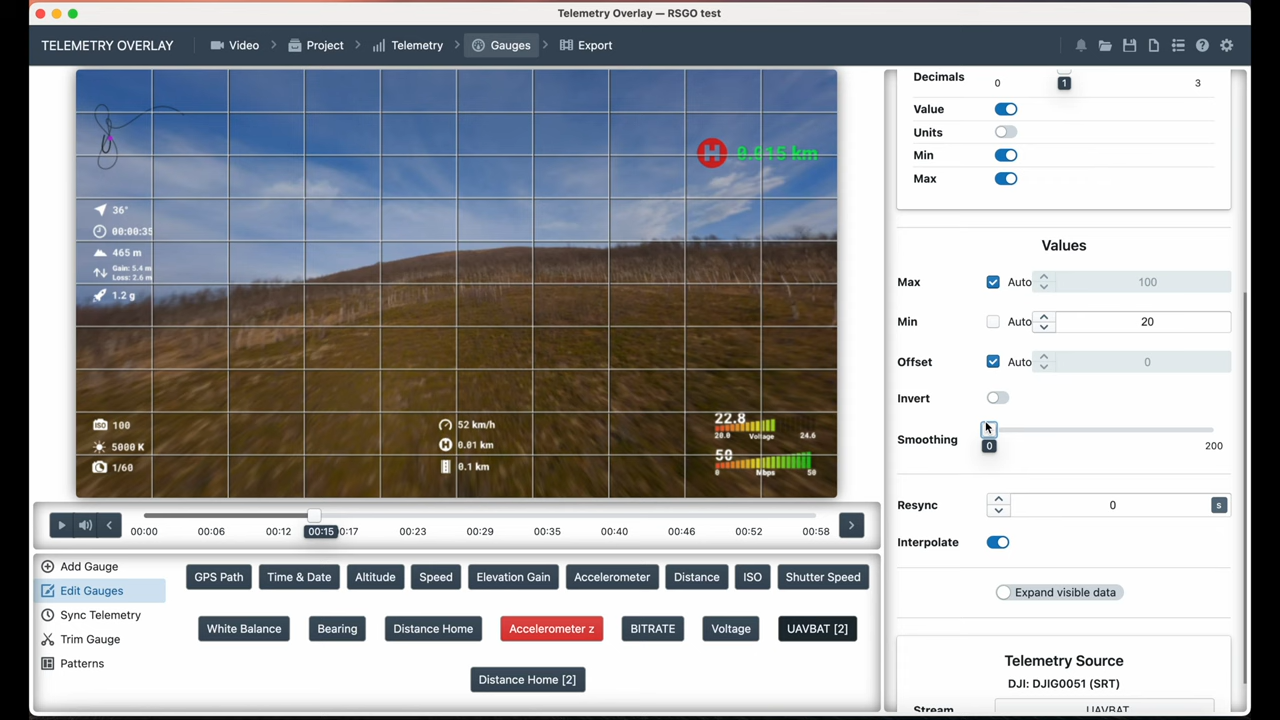 Telemetry Overlay — RSGO test
TELEMETRY OVERLAY
Video
Project
Telemetry
Gauges
Export
H 0.015 km
36°
00:00:35
465 m
Gain: 5.4 m
Loss: 2.6 m
1.2 g
ISO 100
5000 K
1/60
52 km/h
H 0.01 km
0.1 km
22.8
20.0 Voltage 24.6
50
0 Mbps 50
00:00 00:06 00:12 00:15 0:17 00:23 00:29 00:35 00:40 00:46 00:52 00:58
Add Gauge
Edit Gauges
Sync Telemetry
Trim Gauge
Patterns
GPS Path Time & Date Altitude Speed Elevation Gain Accelerometer Distance ISO Shutter Speed
White Balance Bearing Distance Home Accelerometer z BITRATE Voltage UAVBAT [2]
Distance Home [2]
Decimals 0 1 3
Value
Units
Min
Max
Values
Max Auto 100
Min Auto 20
Offset Auto 0
Invert
Smoothing 0 200
Resync 0 s
Interpolate
Expand visible data
Telemetry Source
DJI: DJIG0051 (SRT)
Stream UAVBAT